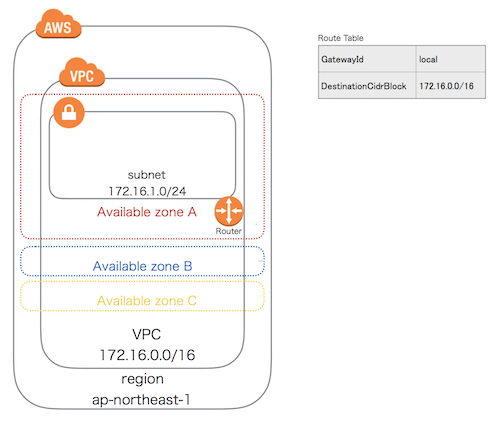 AWS
VPC
subnet
172.16.1.0/24
Available zone A
Router
Available zone B
Available zone C
VPC
172.16.0.0/16
region
ap-northeast-1
Route Table
GatewayId local
DestinationCidrBlock 172.16.0.0/16